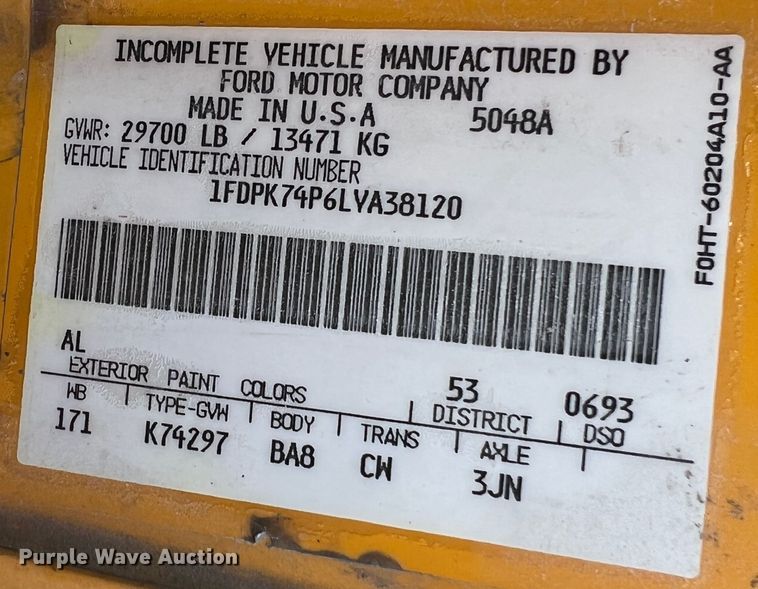 INCOMPLETE VEHICLE MANUFACTURED BY
FORD MOTOR COMPANY
MADE IN U.S.A 5048A
GVWR: 29700 LB / 13471 KG
VEHICLE IDENTIFICATION NUMBER
1FDPK74P6LVA38120
F0HT-60204A10-AA
AL 53 0693
EXTERIOR PAINT COLORS DISTRICT DSO
WB TYPE-GVW BODY TRANS AXLE
171 K74297 BA8 CW 3JN
Purple Wave Auction